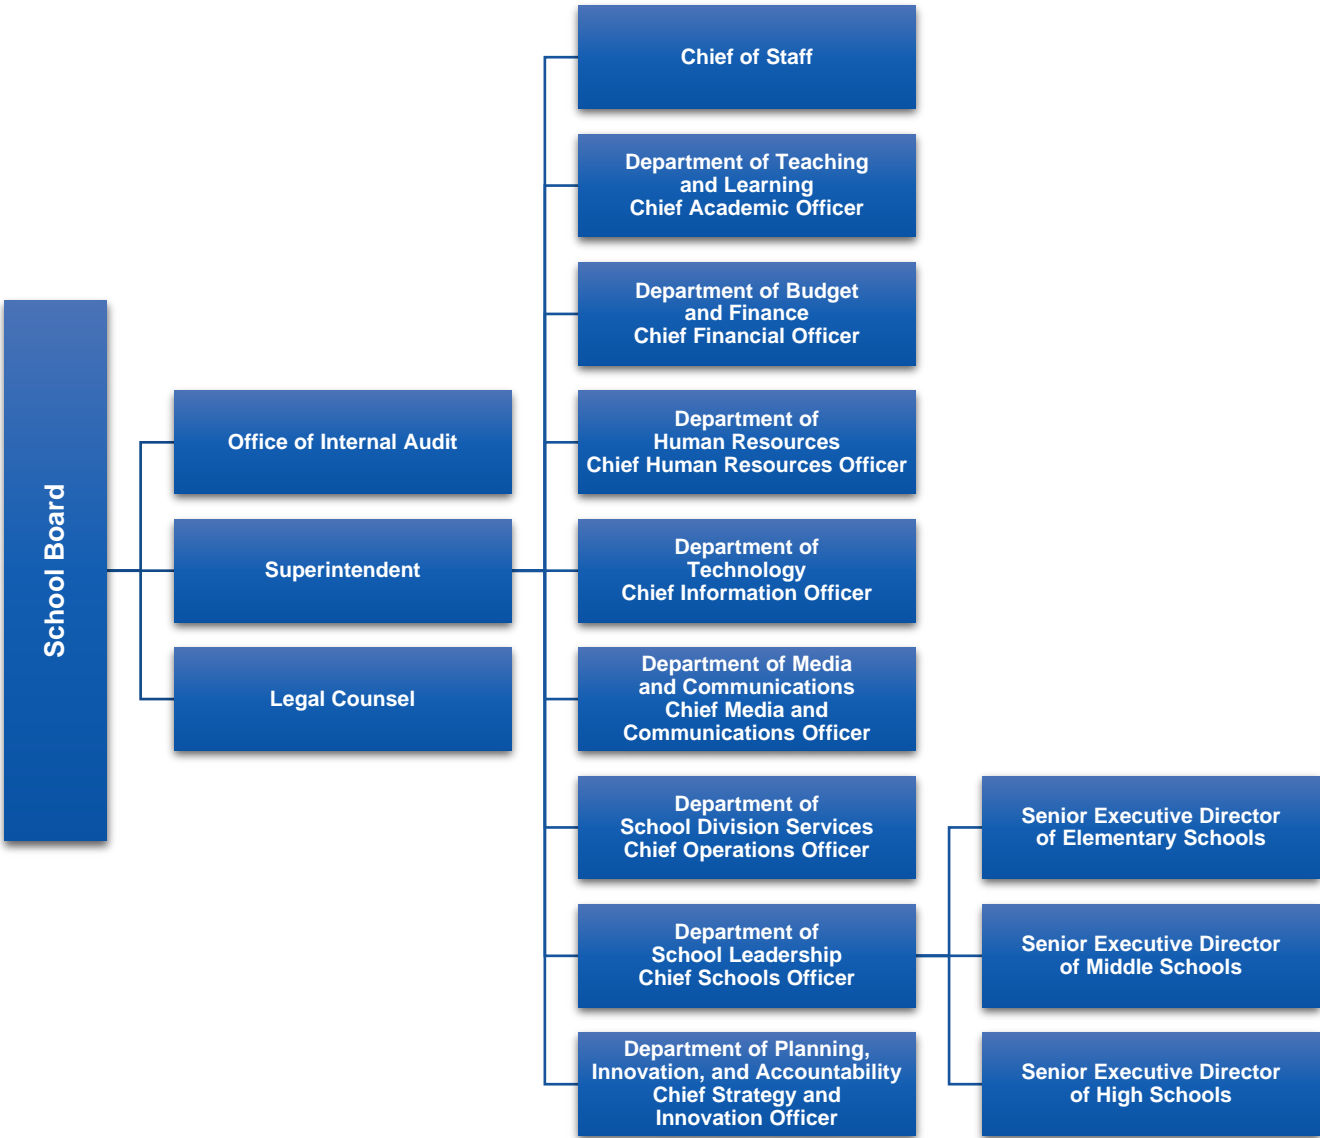 School Board
Office of Internal Audit
Superintendent
Legal Counsel
Chief of Staff
Department of Teaching
and Learning
Chief Academic Officer
Department of Budget
and Finance
Chief Financial Officer
Department of
Human Resources
Chief Human Resources Officer
Department of
Technology
Chief Information Officer
Department of Media
and Communications
Chief Media and
Communications Officer
Department of
School Division Services
Chief Operations Officer
Department of
School Leadership
Chief Schools Officer
Department of Planning,
Innovation, and Accountability
Chief Strategy and
Innovation Officer
Senior Executive Director
of Elementary Schools
Senior Executive Director
of Middle Schools
Senior Executive Director
of High Schools